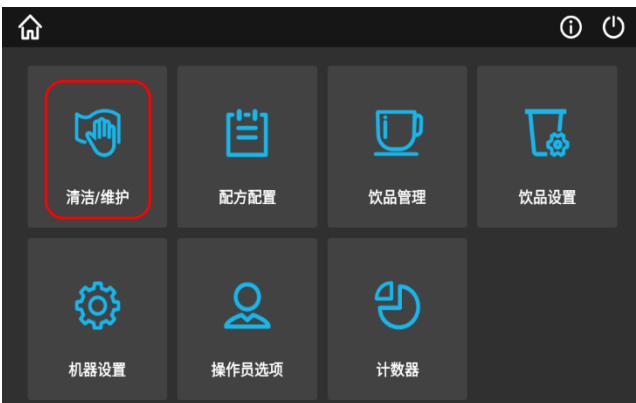 清洁/维护
配方配置
饮品管理
饮品设置
机器设置
操作员选项
计数器